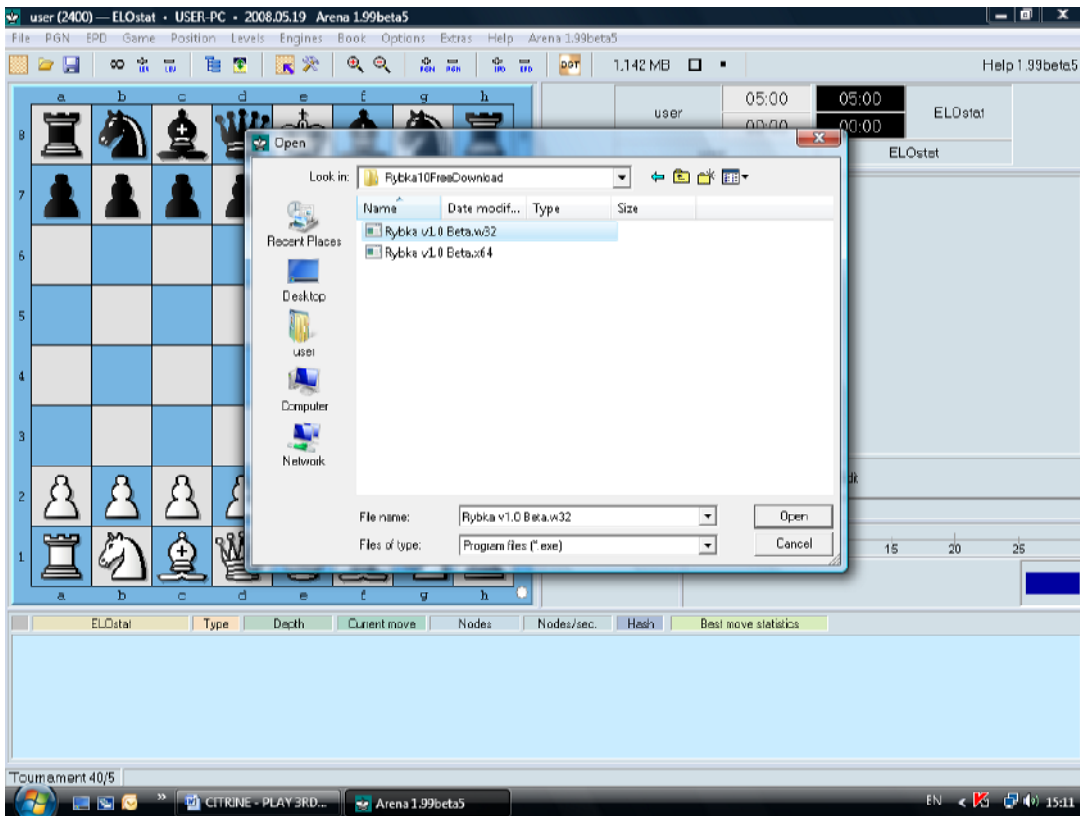 user (2400) — ELOstat • USER-PC • 2008.05.19 Arena 1.99beta5
File PGN EPD Game Position Levels Engines Book Options Extras Help Arena 1.99beta5
1,142 MB Help 1.99beta5
a b c d e f g h
user 05:00 05:00 ELOstat
00:00 00:00
ELOstat
8
Open
Look in: Rybka10FreeDownload
7
Name Date modif... Type Size
Rybka v1.0 Beta.w32
Rybka v1.0 Beta.x64
Recent Places
6
Desktop
5
user
4
Computer
3
Network
2
File name: Rybka v1.0 Beta.w32 Open
Files of type: Program files (*.exe) Cancel
1
15 20 25
a b c d e f g h
ELOstat Type Depth Current move Nodes Nodes/sec. Hash Best move statistics
Tournament 40/5
CITRINE - PLAY 3RD... Arena 1.99beta5 EN 15:11